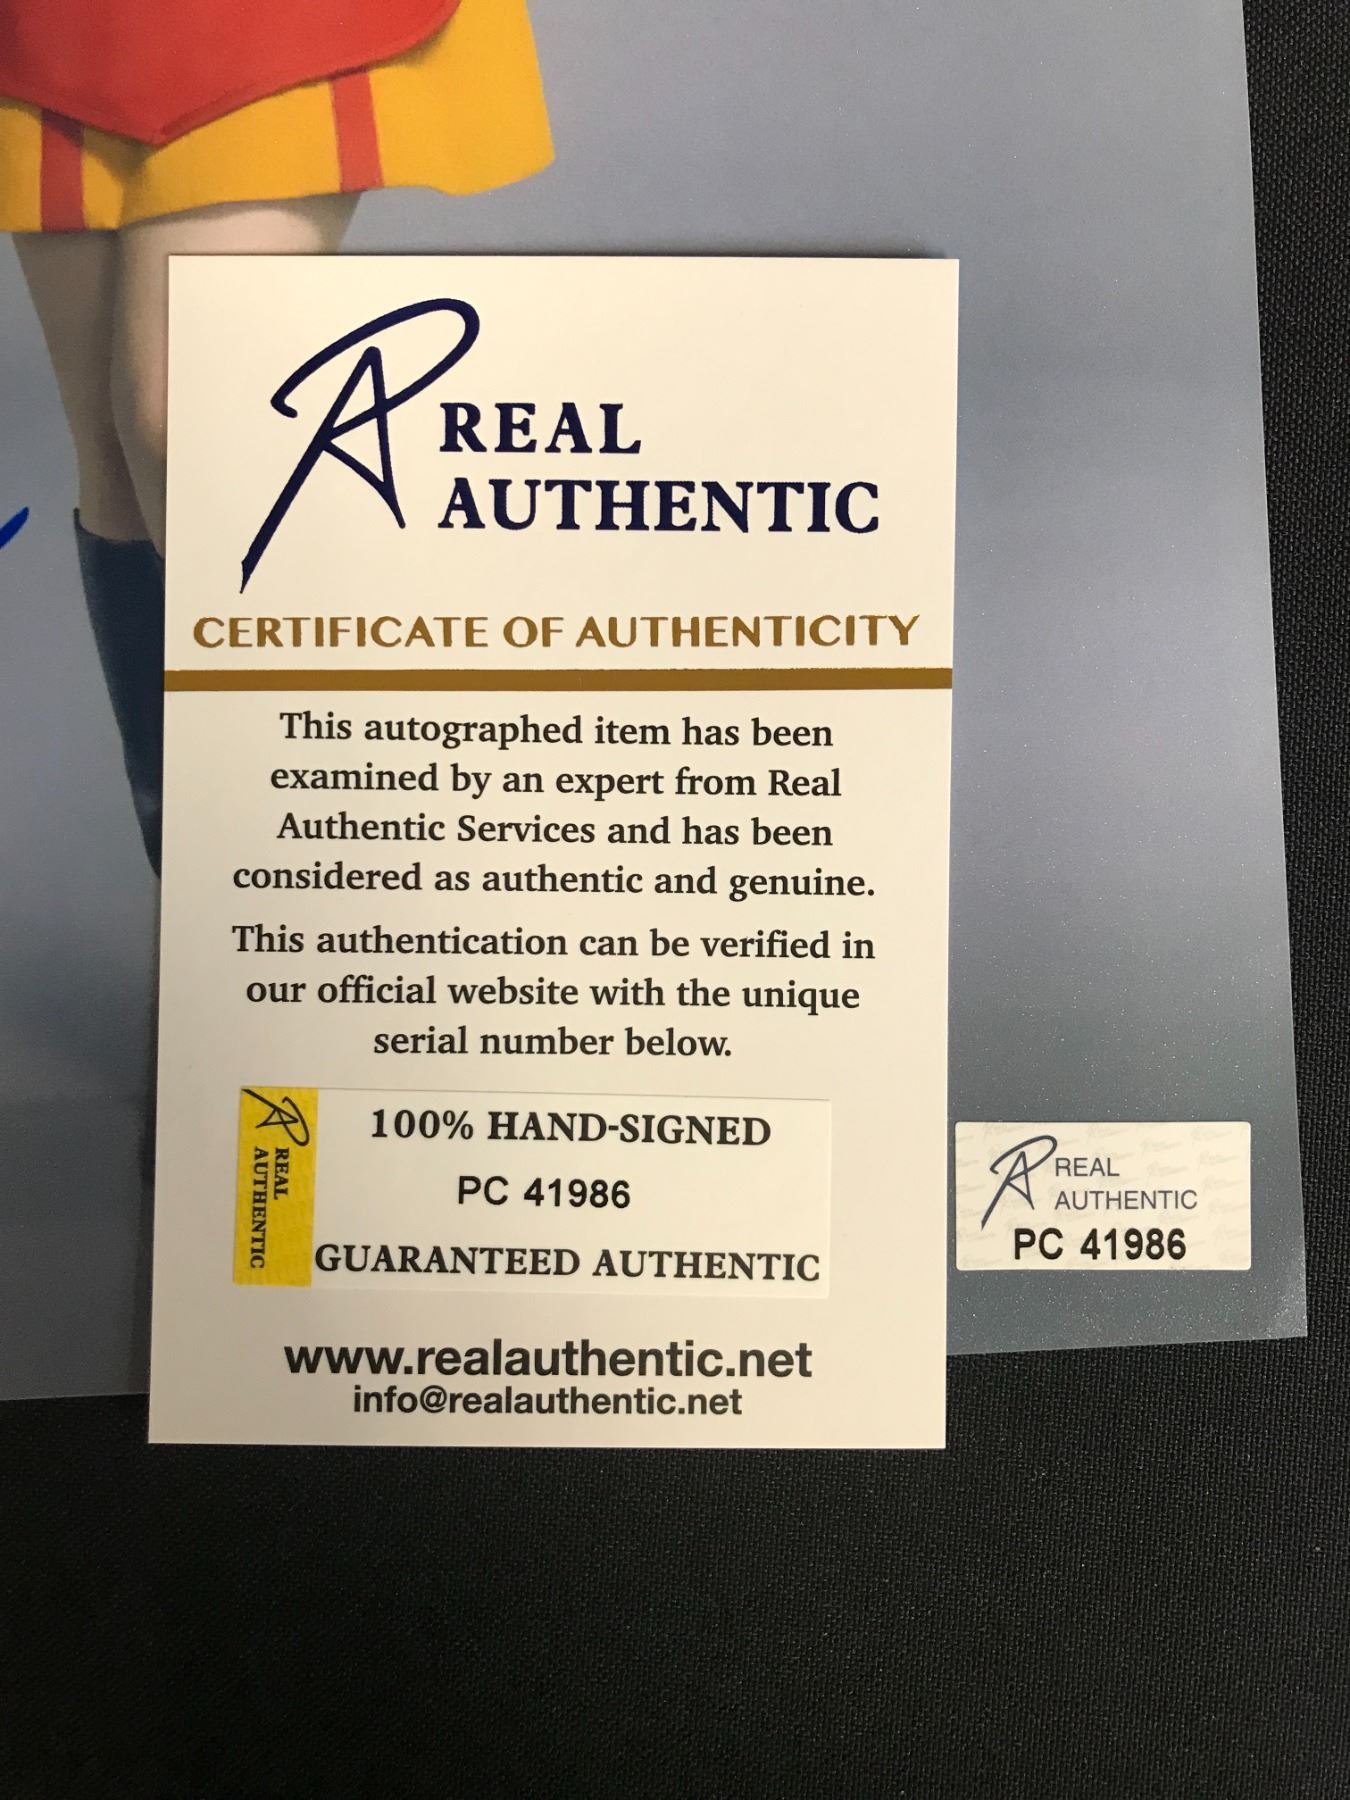 REAL
AUTHENTIC
CERTIFICATE OF AUTHENTICITY
This autographed item has been
examined by an expert from Real
Authentic Services and has been
considered as authentic and genuine.
This authentication can be verified in
our official website with the unique
serial number below.
REAL
AUTHENTIC
100% HAND-SIGNED
PC 41986
GUARANTEED AUTHENTIC
www.realauthentic.net
info@realauthentic.net
REAL
AUTHENTIC
PC 41986